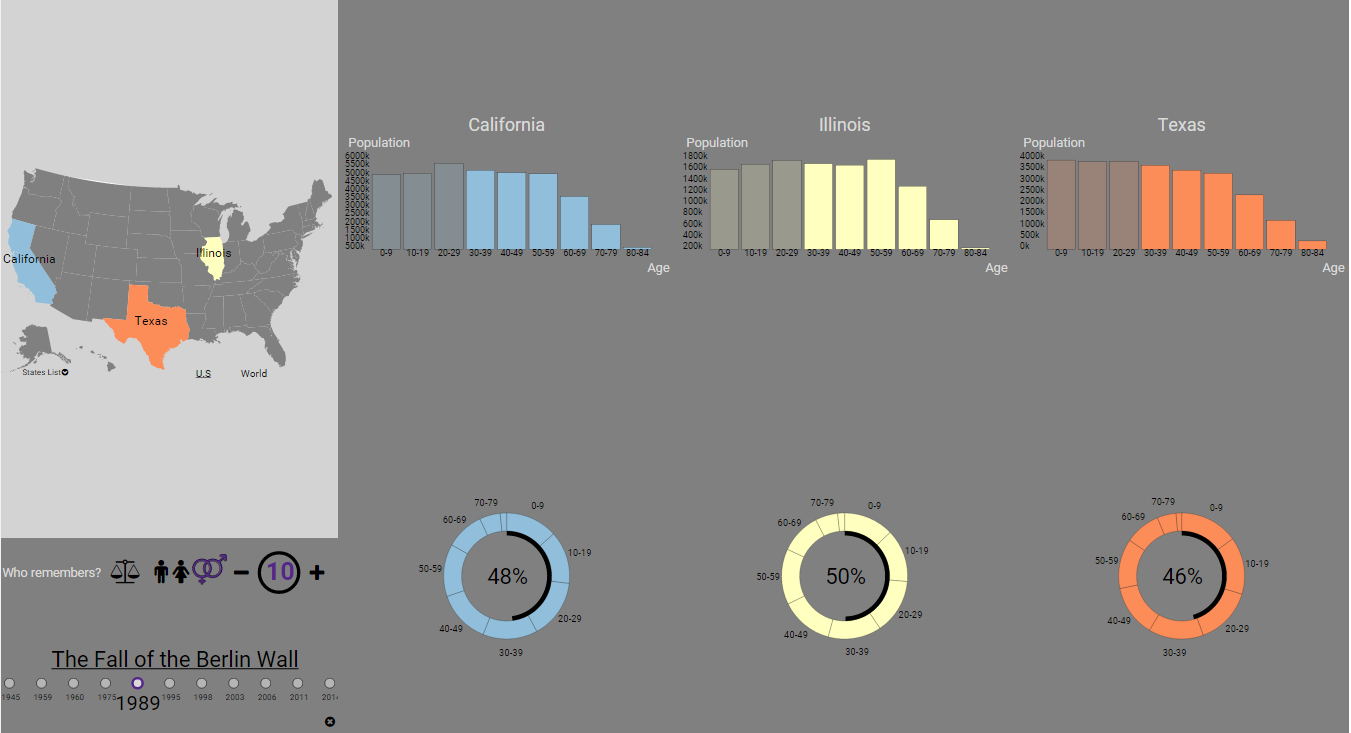 California
Illinois
Texas
States List
U.S
World
Who remembers?
10
The Fall of the Berlin Wall
1945 1959 1960 1975 1989 1995 1998 2003 2006 2011
California
Population
6000k
5500k
5000k
4500k
4000k
3500k
3000k
2500k
2000k
1500k
1000k
500k
0-9 10-19 20-29 30-39 40-49 50-59 60-69 70-79 80-84
Age
Illinois
Population
1800k
1600k
1400k
1200k
1000k
800k
600k
400k
200k
0-9 10-19 20-29 30-39 40-49 50-59 60-69 70-79 80-84
Age
Texas
Population
4000k
3500k
3000k
2500k
2000k
1500k
1000k
500k
0k
0-9 10-19 20-29 30-39 40-49 50-59 60-69 70-79 80-84
Age
48%
0-9
10-19
20-29
30-39
40-49
50-59
60-69
70-79
50%
0-9
10-19
20-29
30-39
40-49
50-59
60-69
70-79
46%
0-9
10-19
20-29
30-39
40-49
50-59
60-69
70-79